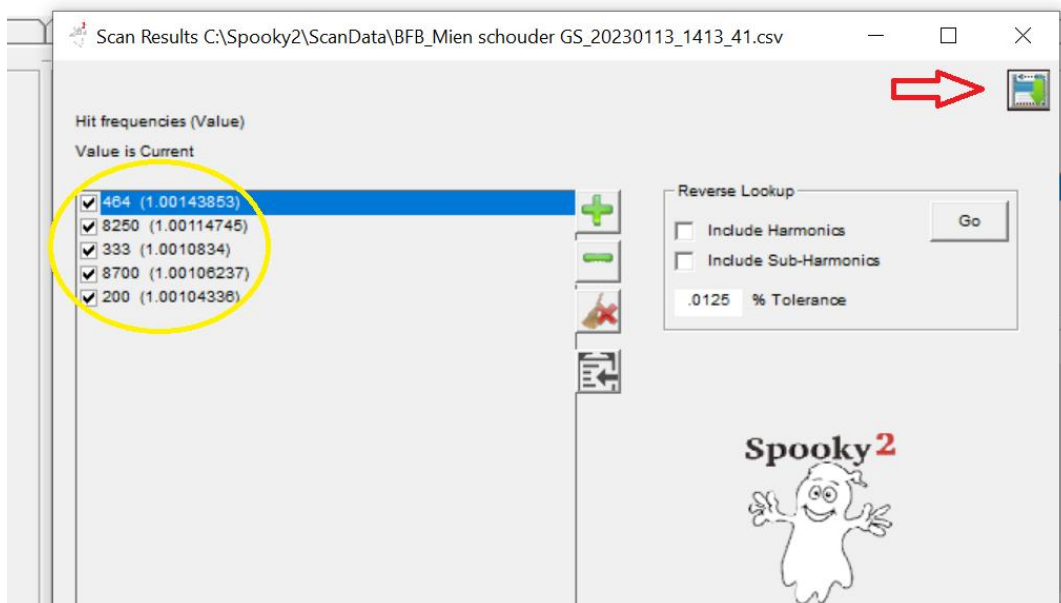 Scan Results C:\Spooky2\ScanData\BFB_Mien schouder GS_20230113_1413_41.csv
Hit frequencies (Value)
Value is Current
464 (1.00143853)
8250 (1.00114745)
333 (1.0010834)
8700 (1.00106237)
200 (1.00104336)
Reverse Lookup
Include Harmonics
Go
Include Sub-Harmonics
.0125 % Tolerance
Spooky2